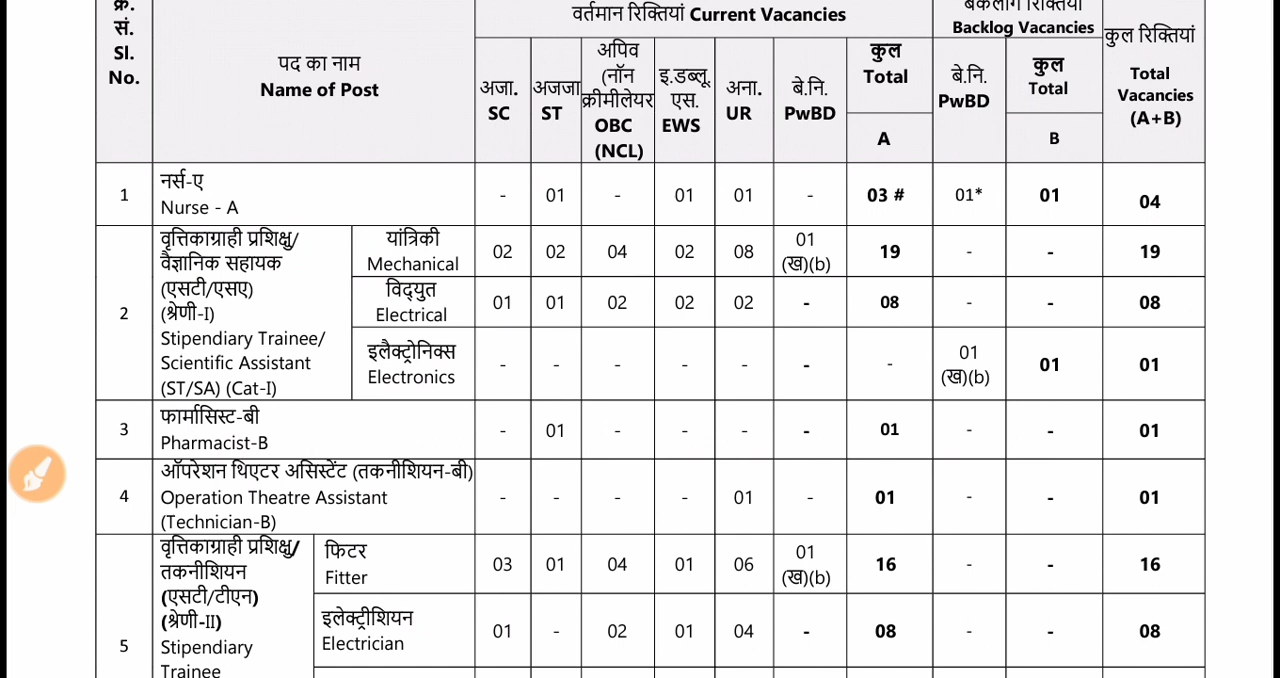 क्र.
सं.
Sl.
No.
पद का नाम
Name of Post
वर्तमान रिक्तियां Current Vacancies
बैकलॉग रिक्तियां
Backlog Vacancies
कुल रिक्तियां
Total
Vacancies
(A+B)
अजा.
SC
अजजा
ST
अपिव
(नॉन
क्रीमीलेयर
OBC
(NCL)
इ.डब्लू.
एस.
EWS
अना.
UR
बे.नि.
PwBD
कुल
Total
A
बे.नि.
PwBD
कुल
Total
B
1
नर्स-ए
Nurse - A
- 01 - 01 01 - 03 # 01* 01 04
2
वृत्तिकाग्राही प्रशिक्षु/
वैज्ञानिक सहायक
(एसटी/एसए)
(श्रेणी-I)
Stipendiary Trainee/
Scientific Assistant
(ST/SA) (Cat-I)
यांत्रिकी
Mechanical
02 02 04 02 08 01 (ख)(b) 19 - - 19
विद्युत
Electrical
01 01 02 02 02 - 08 - - 08
इलैक्ट्रोनिक्स
Electronics
- - - - - - - 01 (ख)(b) 01 01
3
फार्मासिस्ट-बी
Pharmacist-B
- 01 - - - - 01 - - 01
4
ऑपरेशन थिएटर असिस्टेंट (तकनीशियन-बी)
Operation Theatre Assistant
(Technician-B)
- - - - 01 - 01 - - 01
5
वृत्तिकाग्राही प्रशिक्षु/
तकनीशियन
(एसटी/टीएन)
(श्रेणी-II)
Stipendiary
Trainee
फिटर
Fitter
03 01 04 01 06 01 (ख)(b) 16 - - 16
इलेक्ट्रीशियन
Electrician
01 - 02 01 04 - 08 - - 08